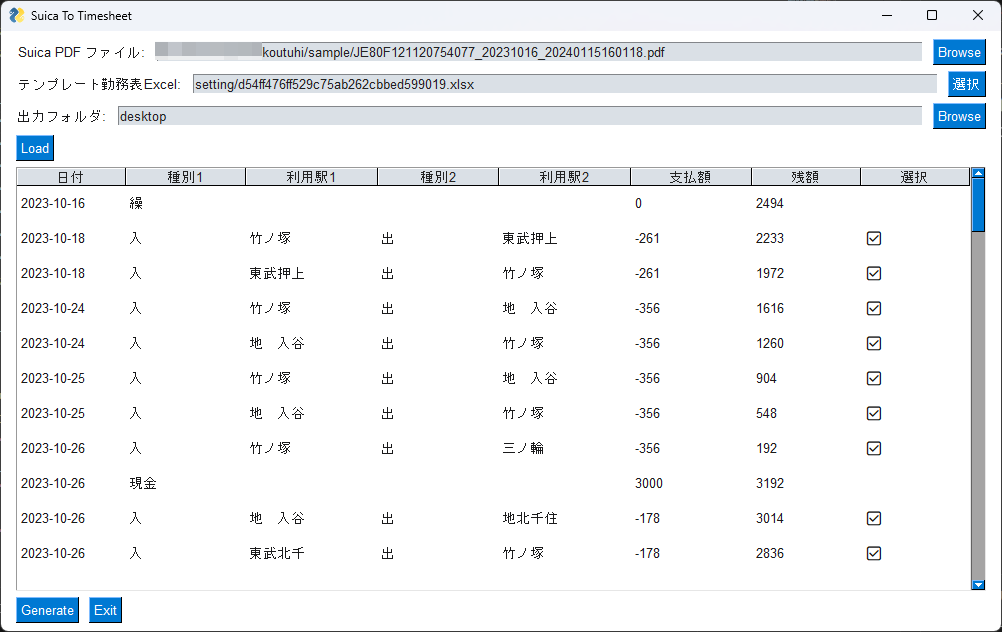 Suica To Timesheet
Suica PDF ファイル: koutuhi/sample/JE80F121120754077_20231016_20240115160118.pdf Browse
テンプレート勤務表Excel: setting/d54ff476ff529c75ab262cbbed599019.xlsx 選択
出力フォルダ: desktop Browse
Load
日付 種別1 利用駅1 種別2 利用駅2 支払額 残額 選択
2023-10-16 繰 0 2494
2023-10-18 入 竹ノ塚 出 東武押上 -261 2233
2023-10-18 入 東武押上 出 竹ノ塚 -261 1972
2023-10-24 入 竹ノ塚 出 地　入谷 -356 1616
2023-10-24 入 地　入谷 出 竹ノ塚 -356 1260
2023-10-25 入 竹ノ塚 出 地　入谷 -356 904
2023-10-25 入 地　入谷 出 竹ノ塚 -356 548
2023-10-26 入 竹ノ塚 出 三ノ輪 -356 192
2023-10-26 現金 3000 3192
2023-10-26 入 地　入谷 出 地北千住 -178 3014
2023-10-26 入 東武北千 出 竹ノ塚 -178 2836
Generate Exit